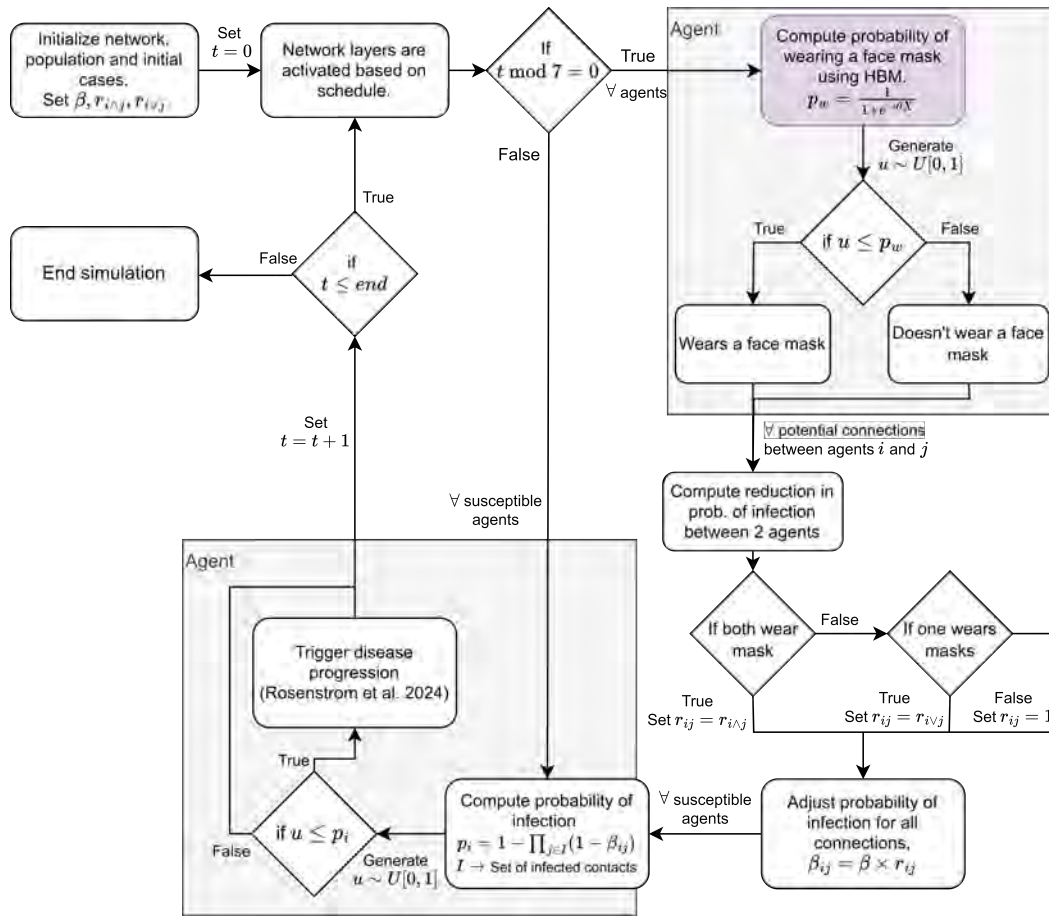 Initialize network,
population and initial
cases.
Set β, r_{i∧j}, r_{i∨j}
Set
t = 0
Network layers are
activated based on
schedule.
If
t mod 7 = 0
True
∀ agents
False
Agent
Compute probability of
wearing a face mask
using HBM.
Generate
u ∼ U[0, 1]
if u ≤ p_w
True
False
Wears a face mask
Doesn't wear a face
mask
∀ potential connections
between agents i and j
Compute reduction in
prob. of infection
between 2 agents
If both wear
mask
False
If one wears
masks
True
Set r_{ij} = r_{i∧j}
True
Set r_{ij} = r_{i∨j}
False
Set r_{ij} = 1
Adjust probability of
infection for all
connections,
β_{ij} = β × r_{ij}
∀ susceptible
agents
∀ susceptible
agents
Agent
Compute probability of
infection
p_i = 1 − ∏_{j∈I}(1 − β_{ij})
I → Set of infected contacts
Generate
u ∼ U[0, 1]
if u ≤ p_i
True
False
Trigger disease
progression
(Rosenstrom et al. 2024)
Set
t = t + 1
if
t ≤ end
True
False
End simulation